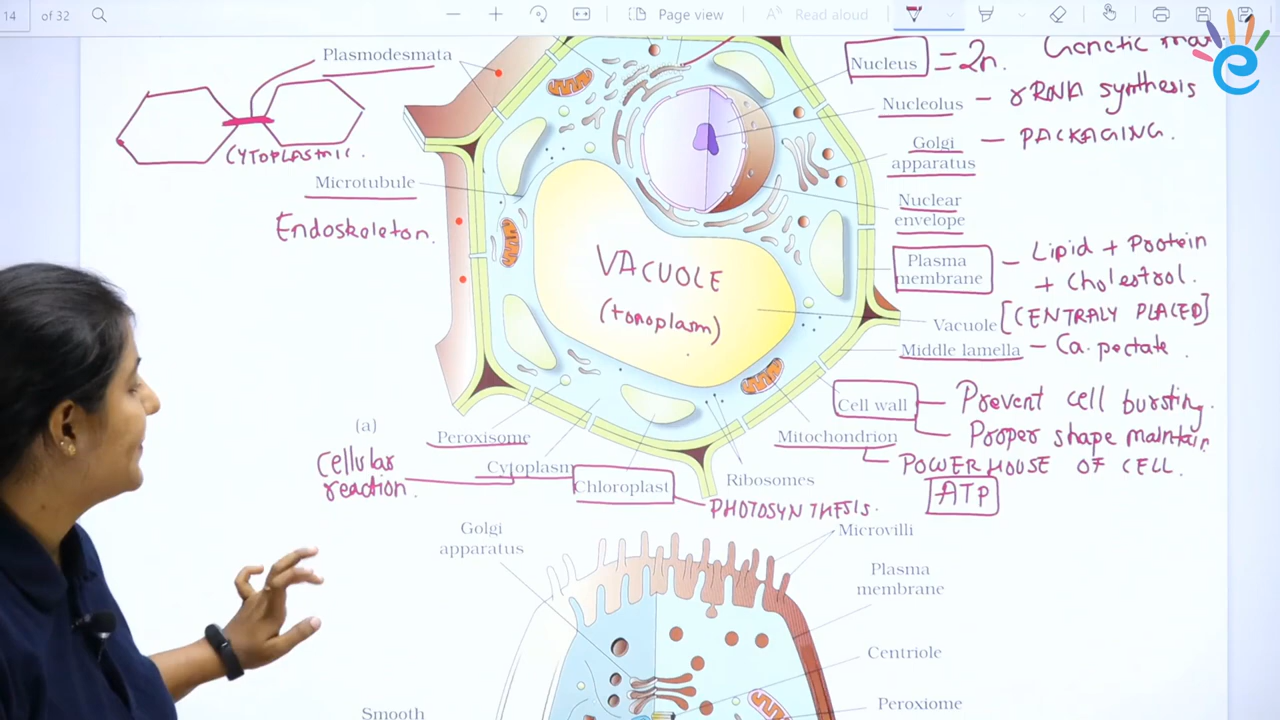 14 of 32
Page view
Read aloud
Plasmodesmata
CYTOPLASTMIC.
Microtubule
Endoskeleton.
Nucleus = 2n.
Genetic
Nucleolus - rRNA synthesis
Golgi
apparatus - PACKAGING.
Nuclear
envelope
Plasma
membrane - Lipid + Protein
+ Cholestrol.
VACUOLE
(tonoplasm)
Vacuole [CENTRALY PLACED]
Middle lamella - Ca. pectate.
Cell wall - Prevent cell bursting.
Proper shape maintain.
(a)
Peroxisome
Mitochondrion
POWERHOUSE OF CELL.
ATP
Cellular
reaction.
Cytoplasm
Chloroplast
PHOTOSYNTHESIS.
Ribosomes
Golgi
apparatus
Microvilli
Plasma
membrane
Centriole
Peroxiome
Smooth
e